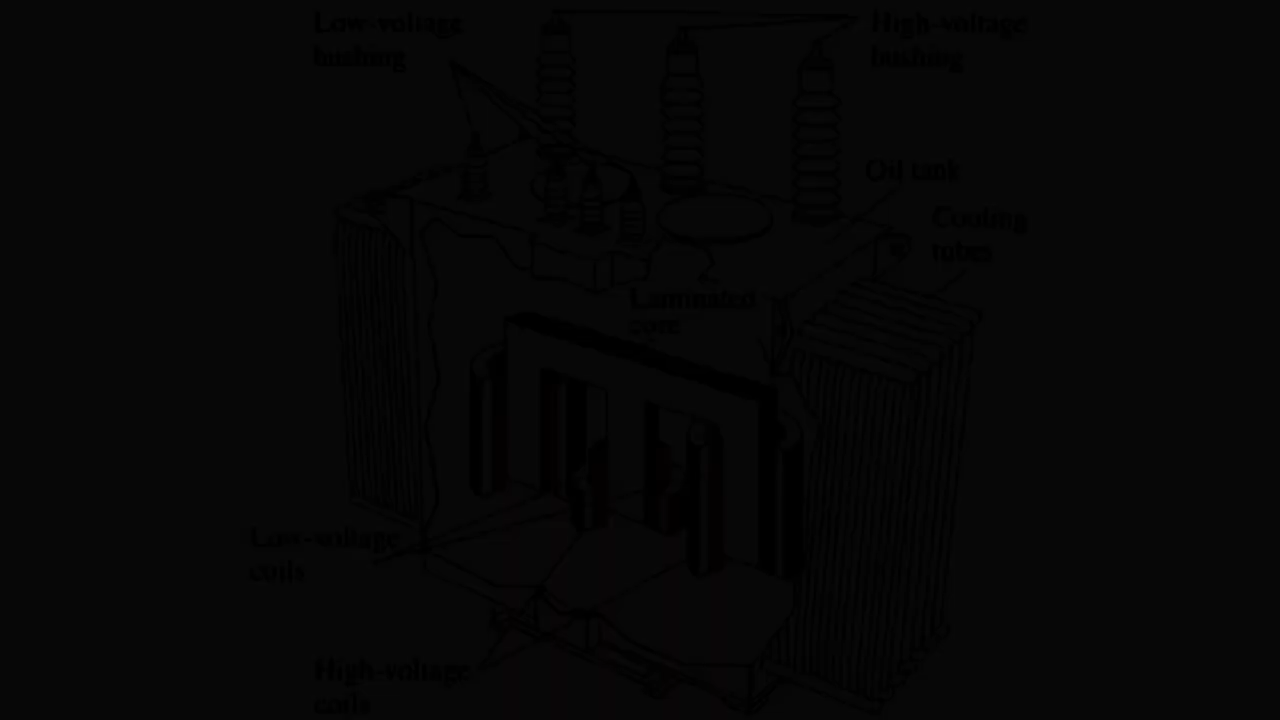 Low-voltage
bushing
High-voltage
bushing
Oil tank
Cooling
tubes
Laminated
core
Low-voltage
coils
High-voltage
coils